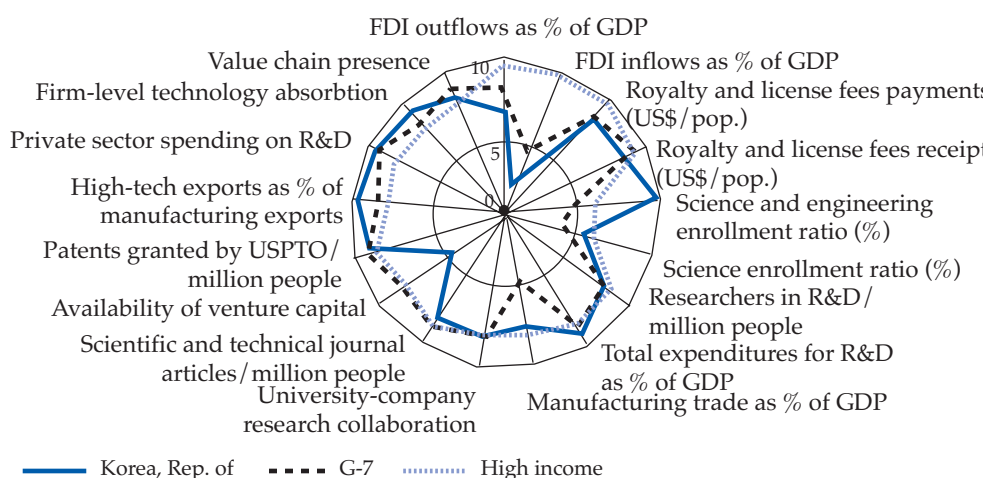 FDI outflows as % of GDP
Value chain presence
10
FDI inflows as % of GDP
Firm-level technology absorbtion
Royalty and license fees payments
(US$/pop.)
Private sector spending on R&D
5
Royalty and license fees receipt
(US$/pop.)
High-tech exports as % of
manufacturing exports
0
Science and engineering
enrollment ratio (%)
Patents granted by USPTO/
million people
Science enrollment ratio (%)
Availability of venture capital
Researchers in R&D/
million people
Scientific and technical journal
articles/million people
Total expenditures for R&D
as % of GDP
University-company
research collaboration
Manufacturing trade as % of GDP
Korea, Rep. of
G-7
High income